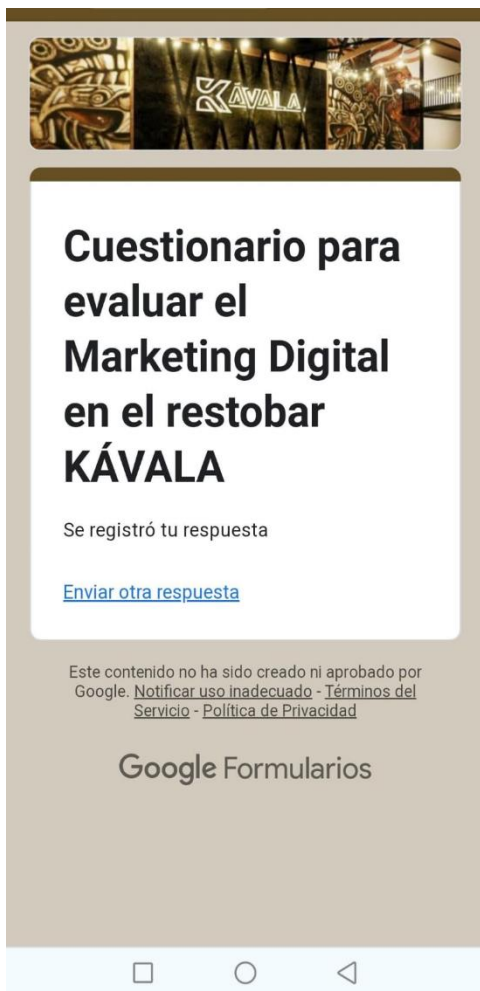 KÁVALA
Cuestionario para
evaluar el
Marketing Digital
en el restobar
KÁVALA
Se registró tu respuesta
Enviar otra respuesta
Este contenido no ha sido creado ni aprobado por
Google. Notificar uso inadecuado - Términos del
Servicio - Política de Privacidad
Google Formularios